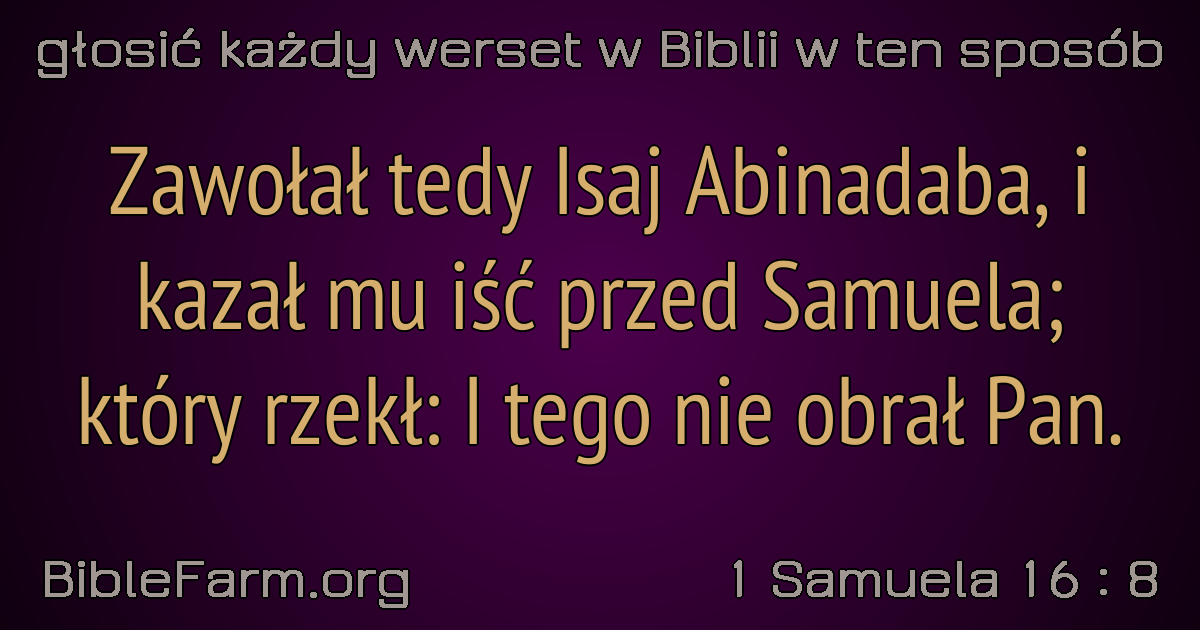 głosić każdy werset w Biblii w ten sposób
Zawołał tedy Isaj Abinadaba, i
kazał mu iść przed Samuela;
który rzekł: I tego nie obrał Pan.
BibleFarm.org
1 Samuela 16 : 8